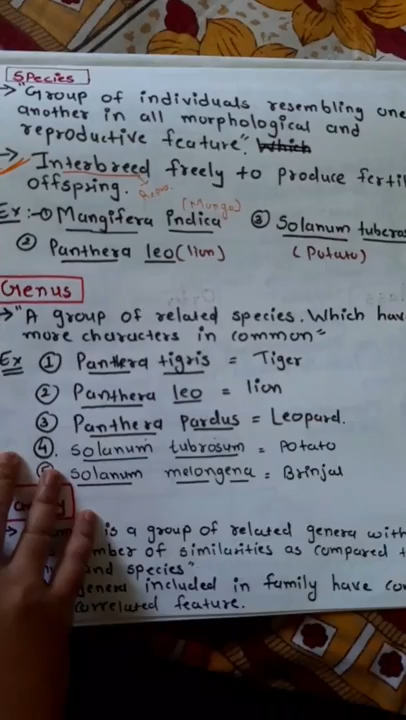 Species
→ "Group of individuals resembling one
another in all morphological and
reproductive feature". Which
→ Interbreed freely to produce fertil
offspring.
Ex:- ① Mangifera indica (Mango) ③ Solanum tuberos
② Panthera leo (lion) (Potato)
Genus
→ "A group of related species. Which hav
more characters in common"
Ex ① Panthera tigris = Tiger
② Panthera leo = lion
③ Panthera Pardus = Leopard.
④. Solanum tubrosum = Potato
Solanum melongena = Brinjal
is a group of related genera with
mber of similarities as compared t
and species"
genera included in family have co
correlated feature.